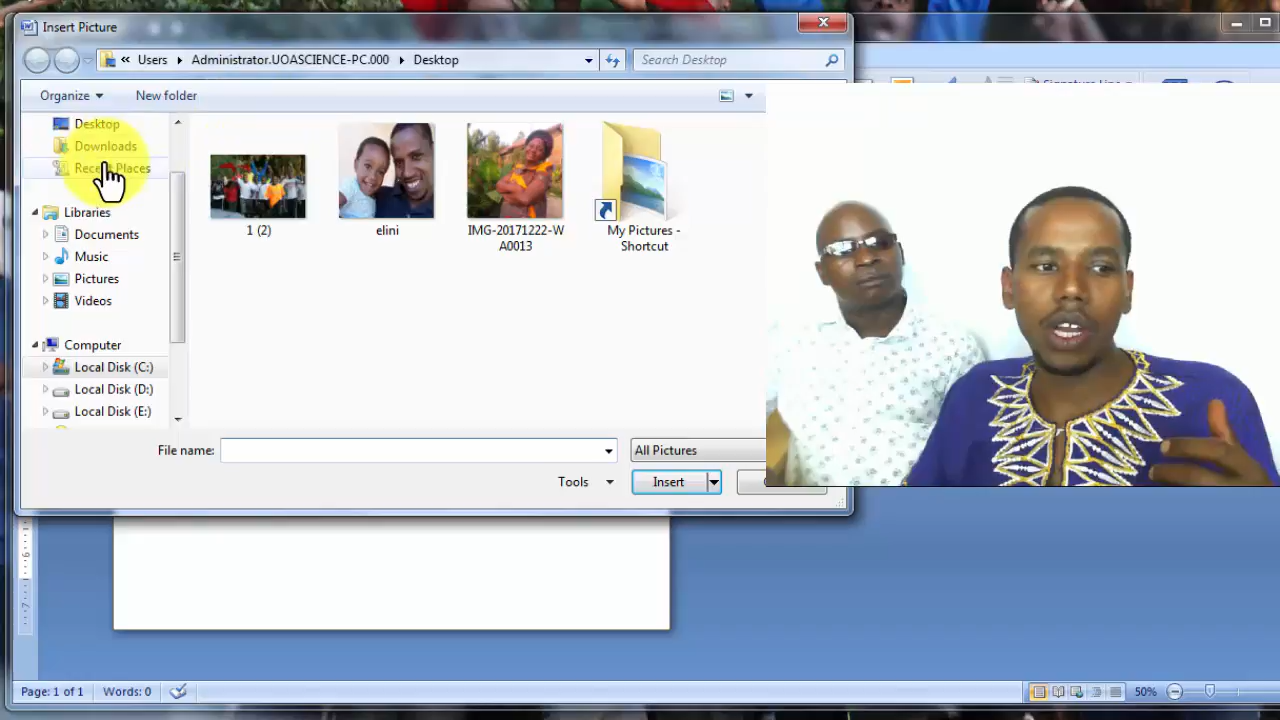 Insert Picture
Users Administrator.UOASCIENCE-PC.000 Desktop
Search Desktop
Organize New folder
Desktop
Downloads
Recent Places
Libraries
Documents
Music
Pictures
Videos
Computer
Local Disk (C:)
Local Disk (D:)
Local Disk (E:)
1 (2)
elini
IMG-20171222-W
A0013
My Pictures -
Shortcut
File name:
All Pictures
Tools
Insert
Signature Line
Page: 1 of 1 Words: 0
50%